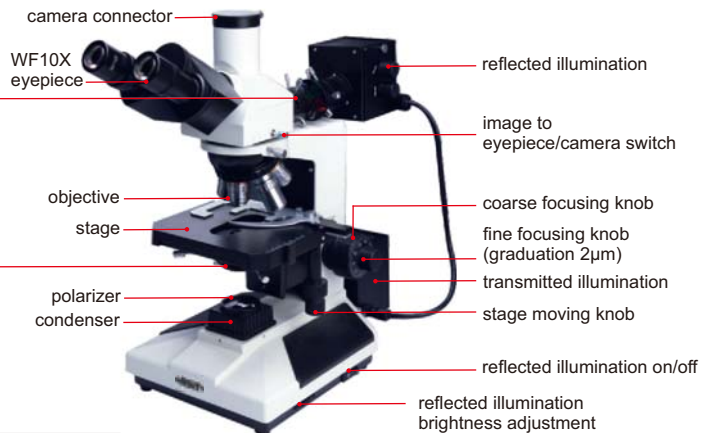 camera connector
WF10X
eyepiece
objective
stage
polarizer
condenser
reflected illumination
image to
eyepiece/camera switch
coarse focusing knob
fine focusing knob
(graduation 2µm)
transmitted illumination
stage moving knob
reflected illumination on/off
reflected illumination
brightness adjustment